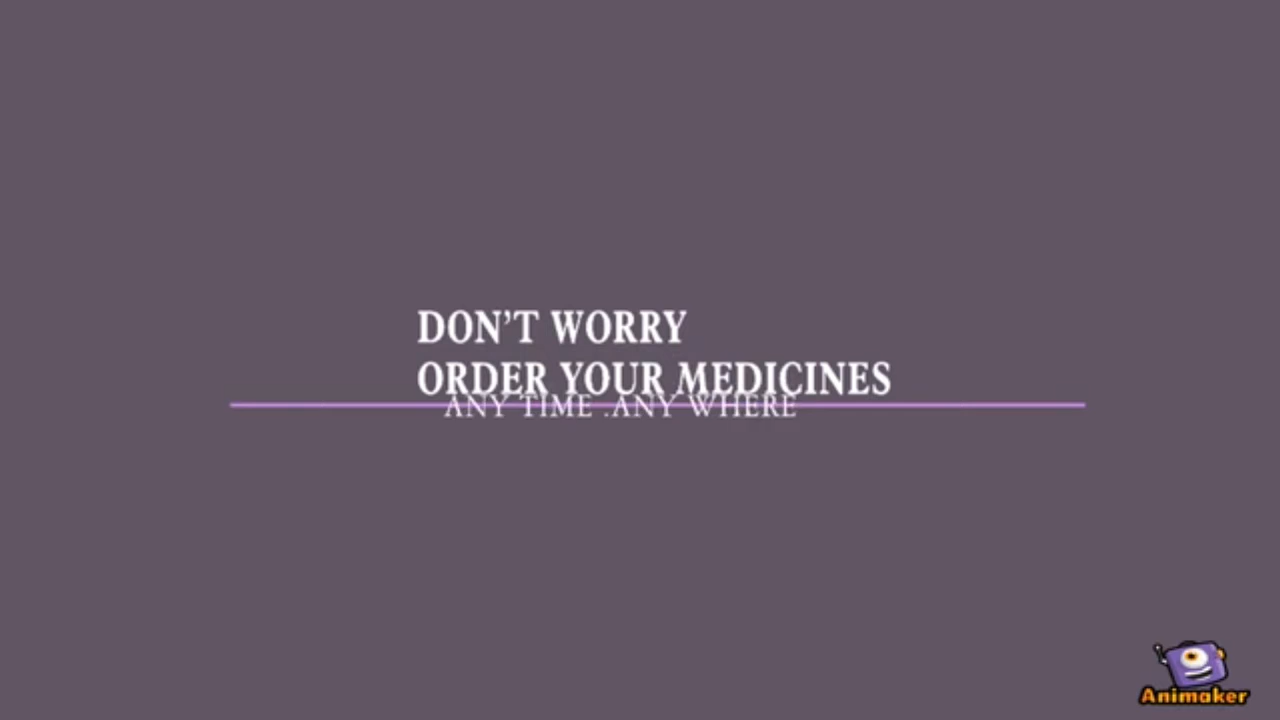 DON'T WORRY
ORDER YOUR MEDICINES
ANY TIME .ANY WHERE
Animaker